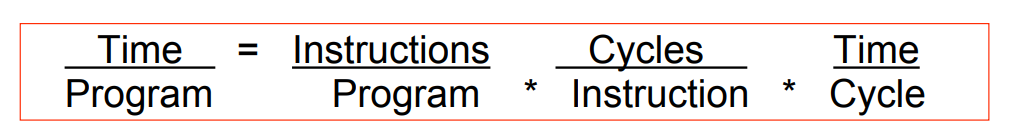 Time = Instructions Cycles Time
Program Program * Instruction * Cycle